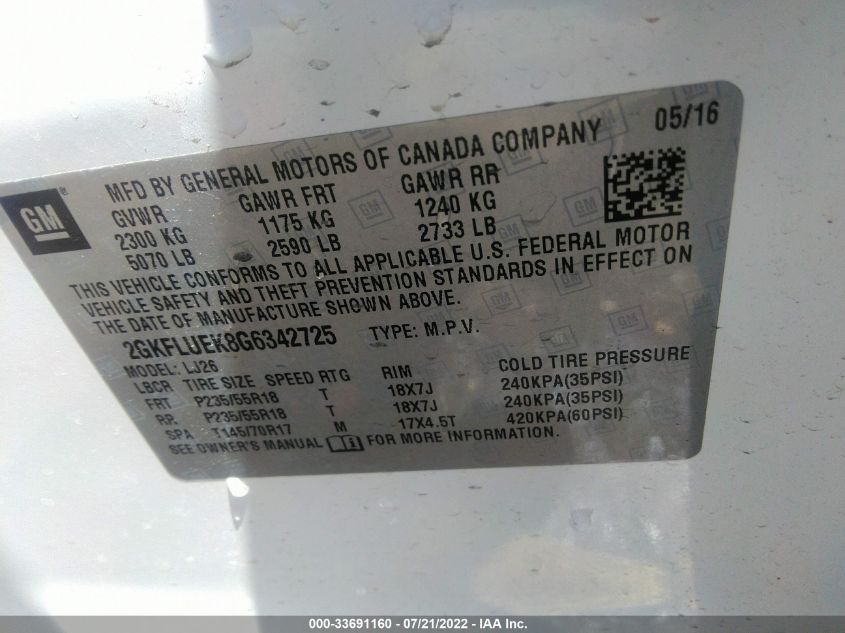 MFD BY GENERAL MOTORS OF CANADA COMPANY 05/16
GM
GVWR GAWR FRT GAWR RR
2300 KG 1175 KG 1240 KG
5070 LB 2590 LB 2733 LB
THIS VEHICLE CONFORMS TO ALL APPLICABLE U.S. FEDERAL MOTOR
VEHICLE SAFETY AND THEFT PREVENTION STANDARDS IN EFFECT ON
THE DATE OF MANUFACTURE SHOWN ABOVE.
2GKFLUEK8G6342725 TYPE: M.P.V.
MODEL: LJ26
LBCR TIRE SIZE SPEED RTG RIM COLD TIRE PRESSURE
FRT P235/55R18 T 18X7J 240KPA(35PSI)
RR P235/55R18 T 18X7J 240KPA(35PSI)
SPA T145/70R17 M 17X4.5T 420KPA(60PSI)
SEE OWNER'S MANUAL FOR MORE INFORMATION.
000-33691160 - 07/21/2022 - IAA Inc.